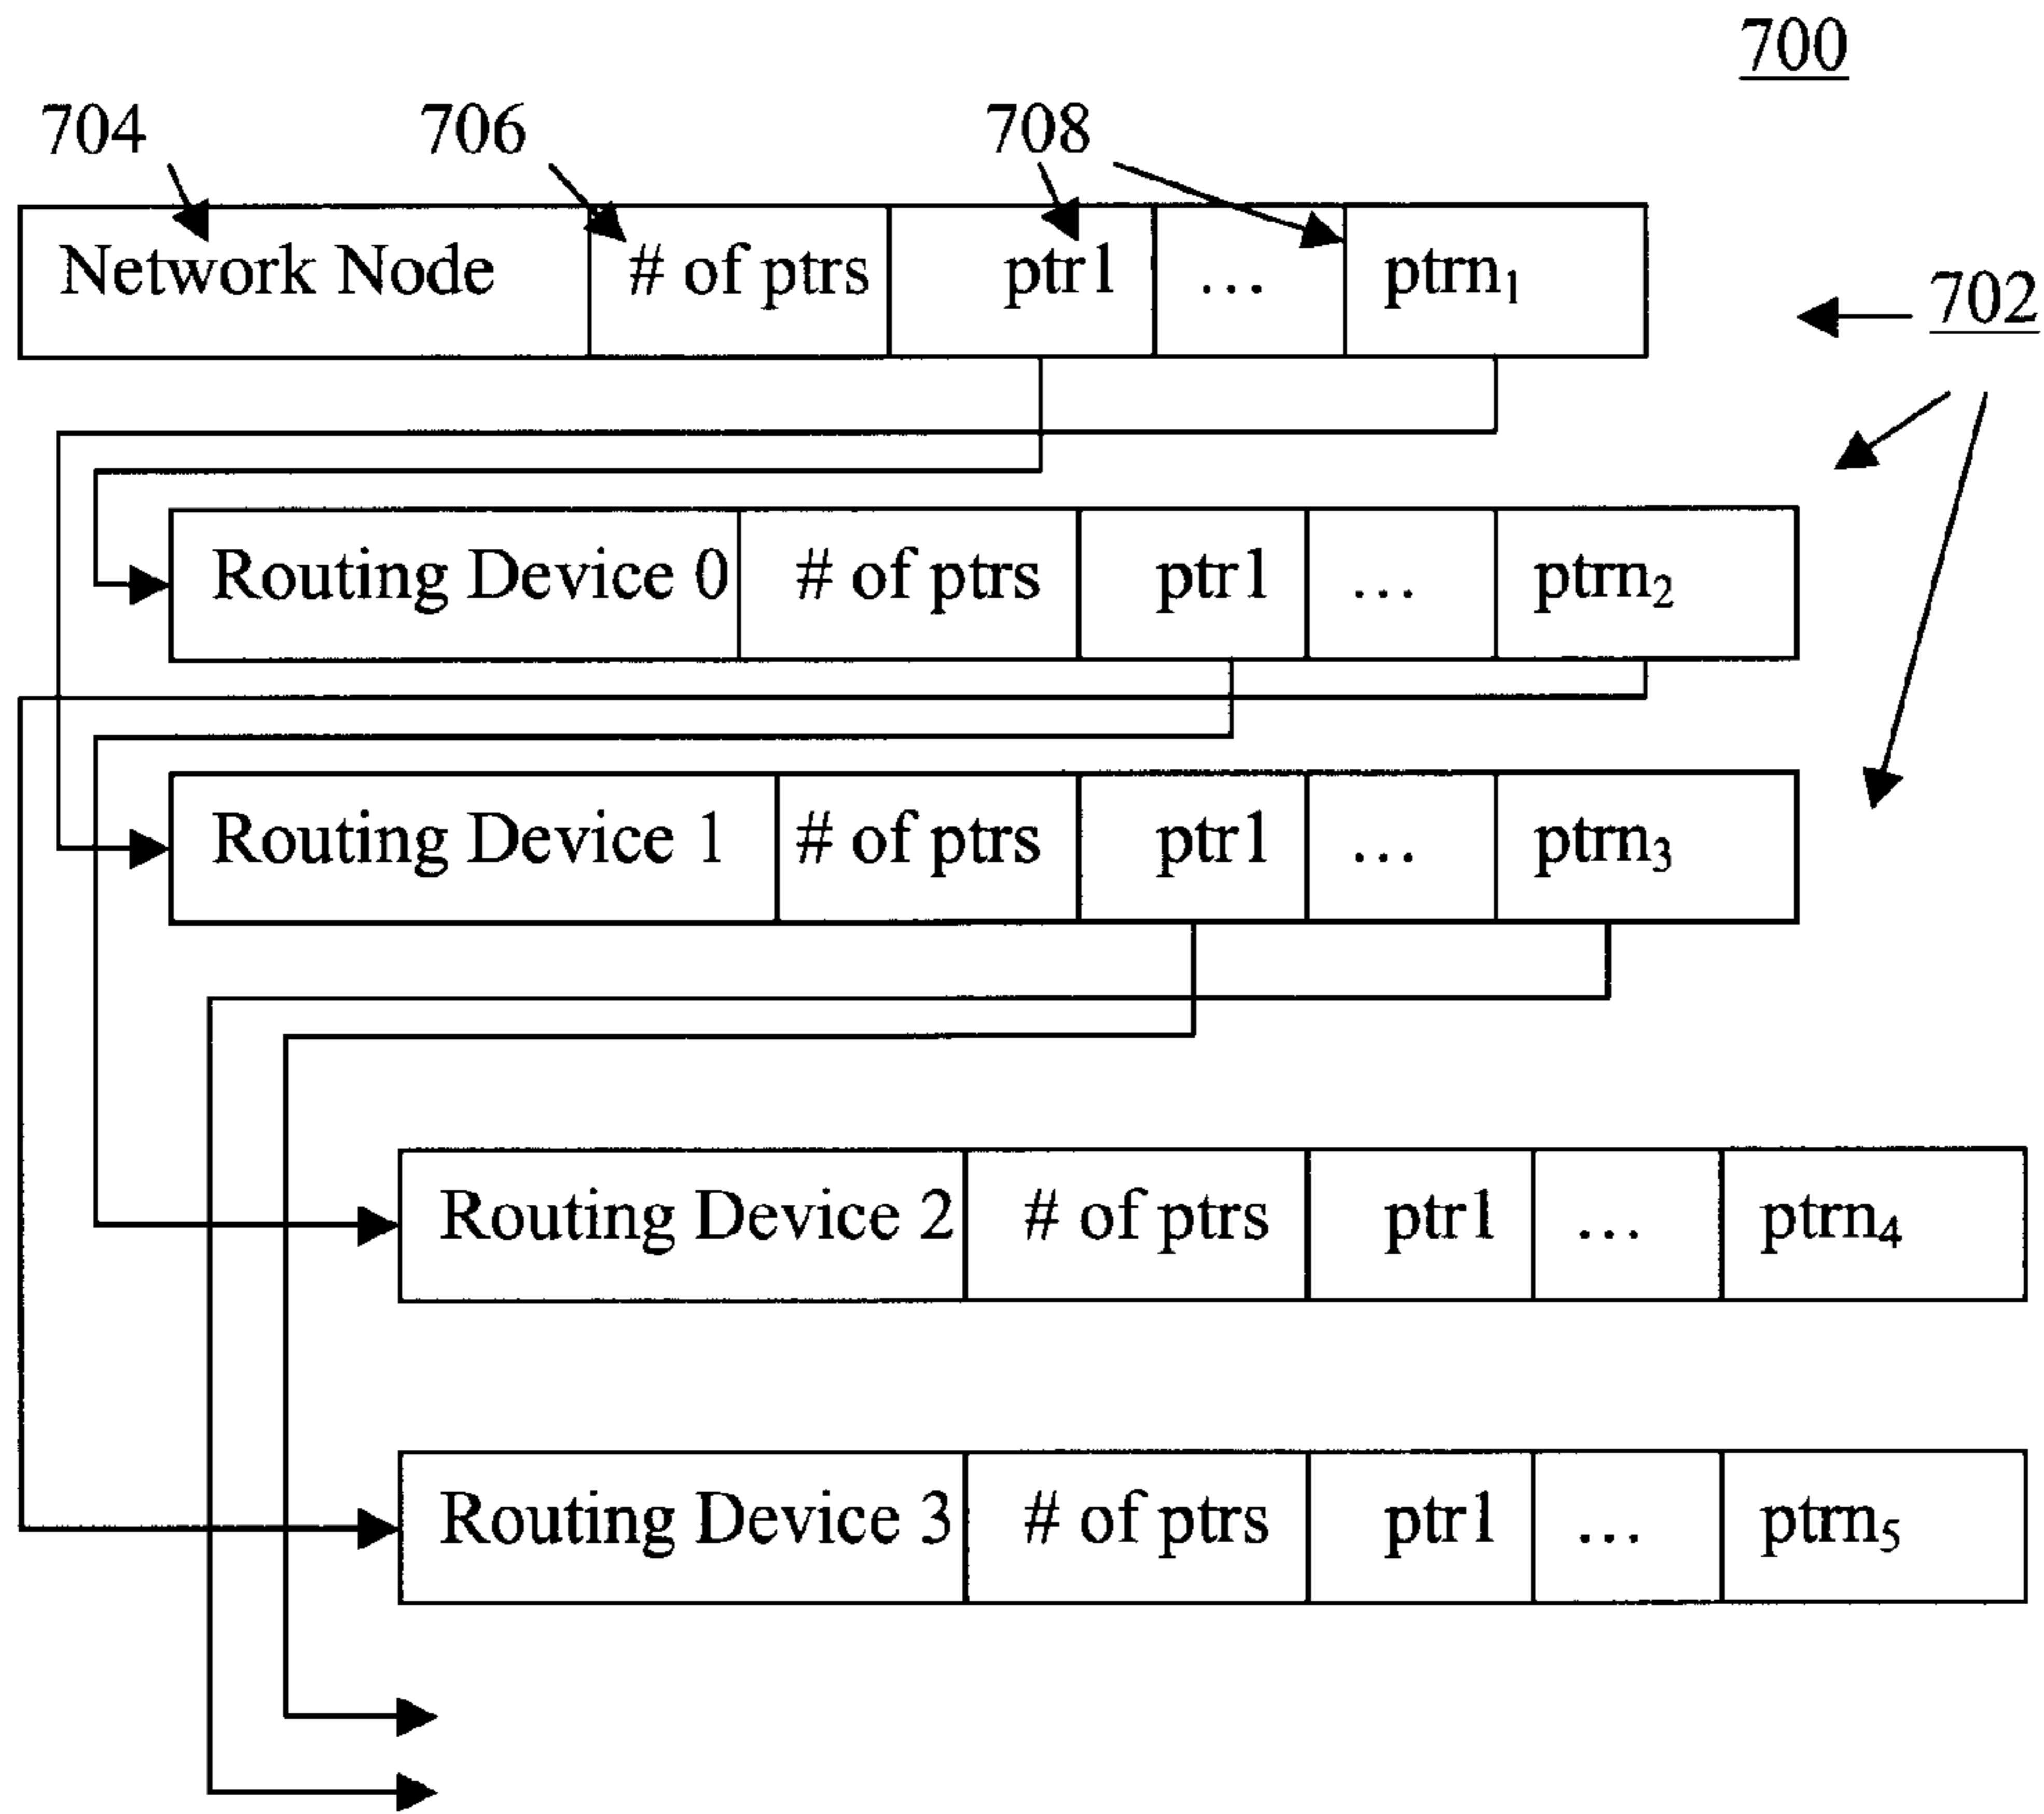 700
704 706 708
Network Node # of ptrs ptr1 ... ptrn₁
702
Routing Device 0 # of ptrs ptr1 ... ptrn₂
Routing Device 1 # of ptrs ptr1 ... ptrn₃
Routing Device 2 # of ptrs ptr1 ... ptrn₄
Routing Device 3 # of ptrs ptr1 ... ptrn₅